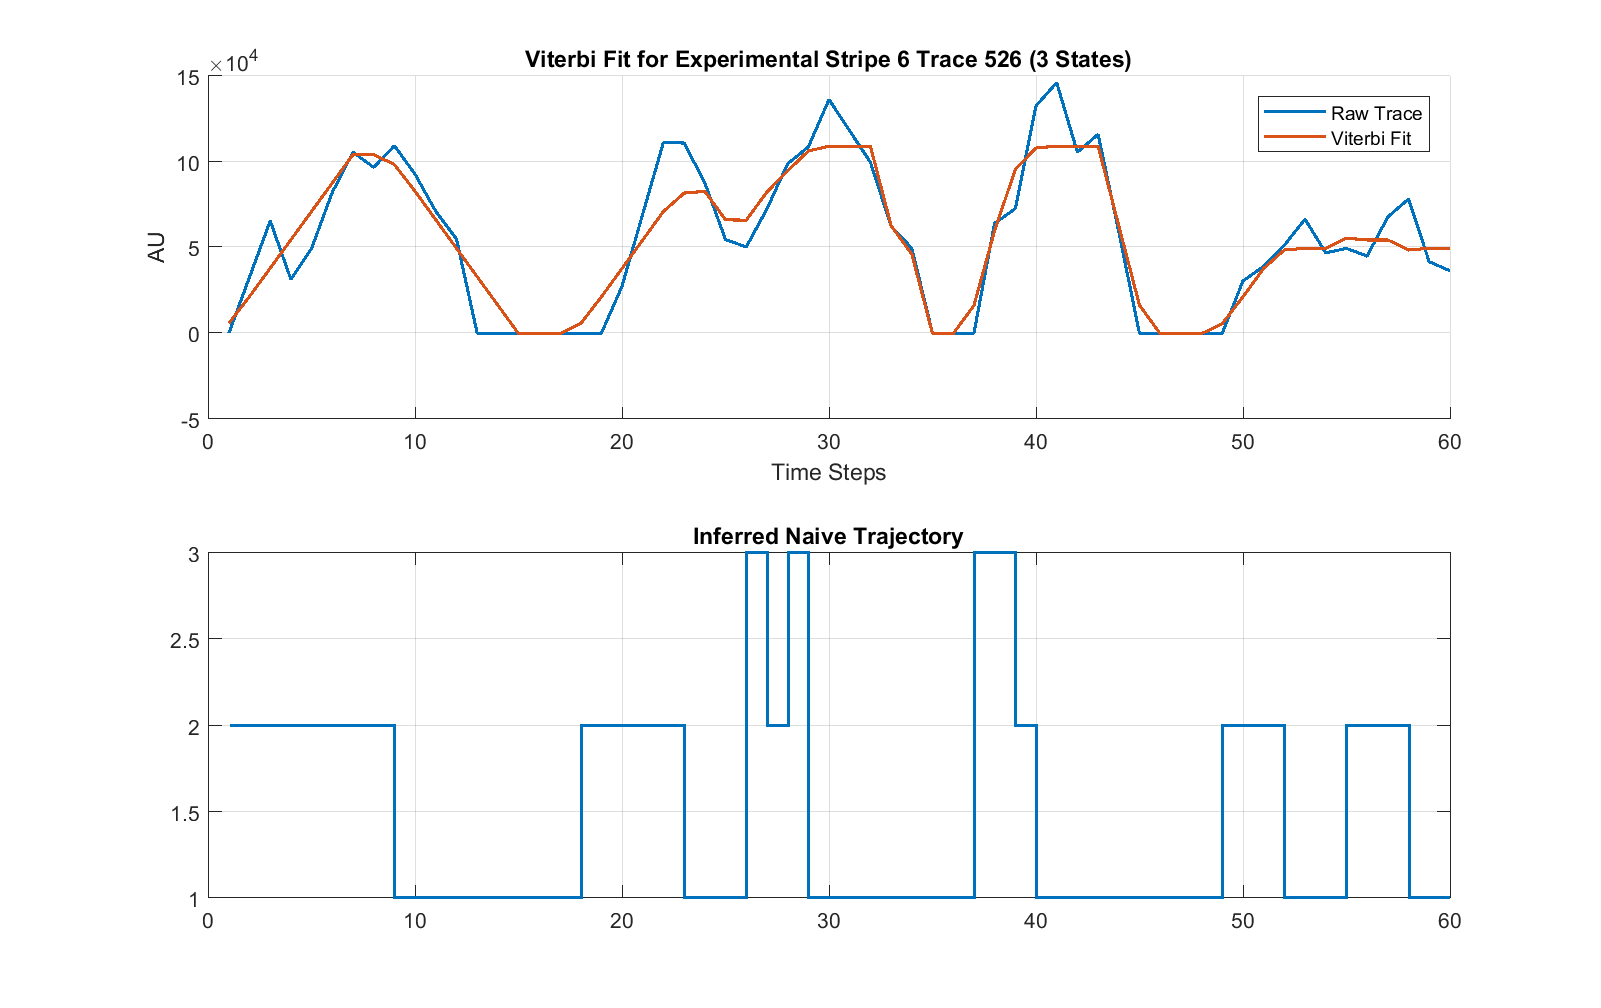 Viterbi Fit for Experimental Stripe 6 Trace 526 (3 States)
×10⁴
15
10
5
0
-5
AU
Raw Trace
Viterbi Fit
0 10 20 30 40 50 60
Time Steps
Inferred Naive Trajectory
3
2.5
2
1.5
1
0 10 20 30 40 50 60